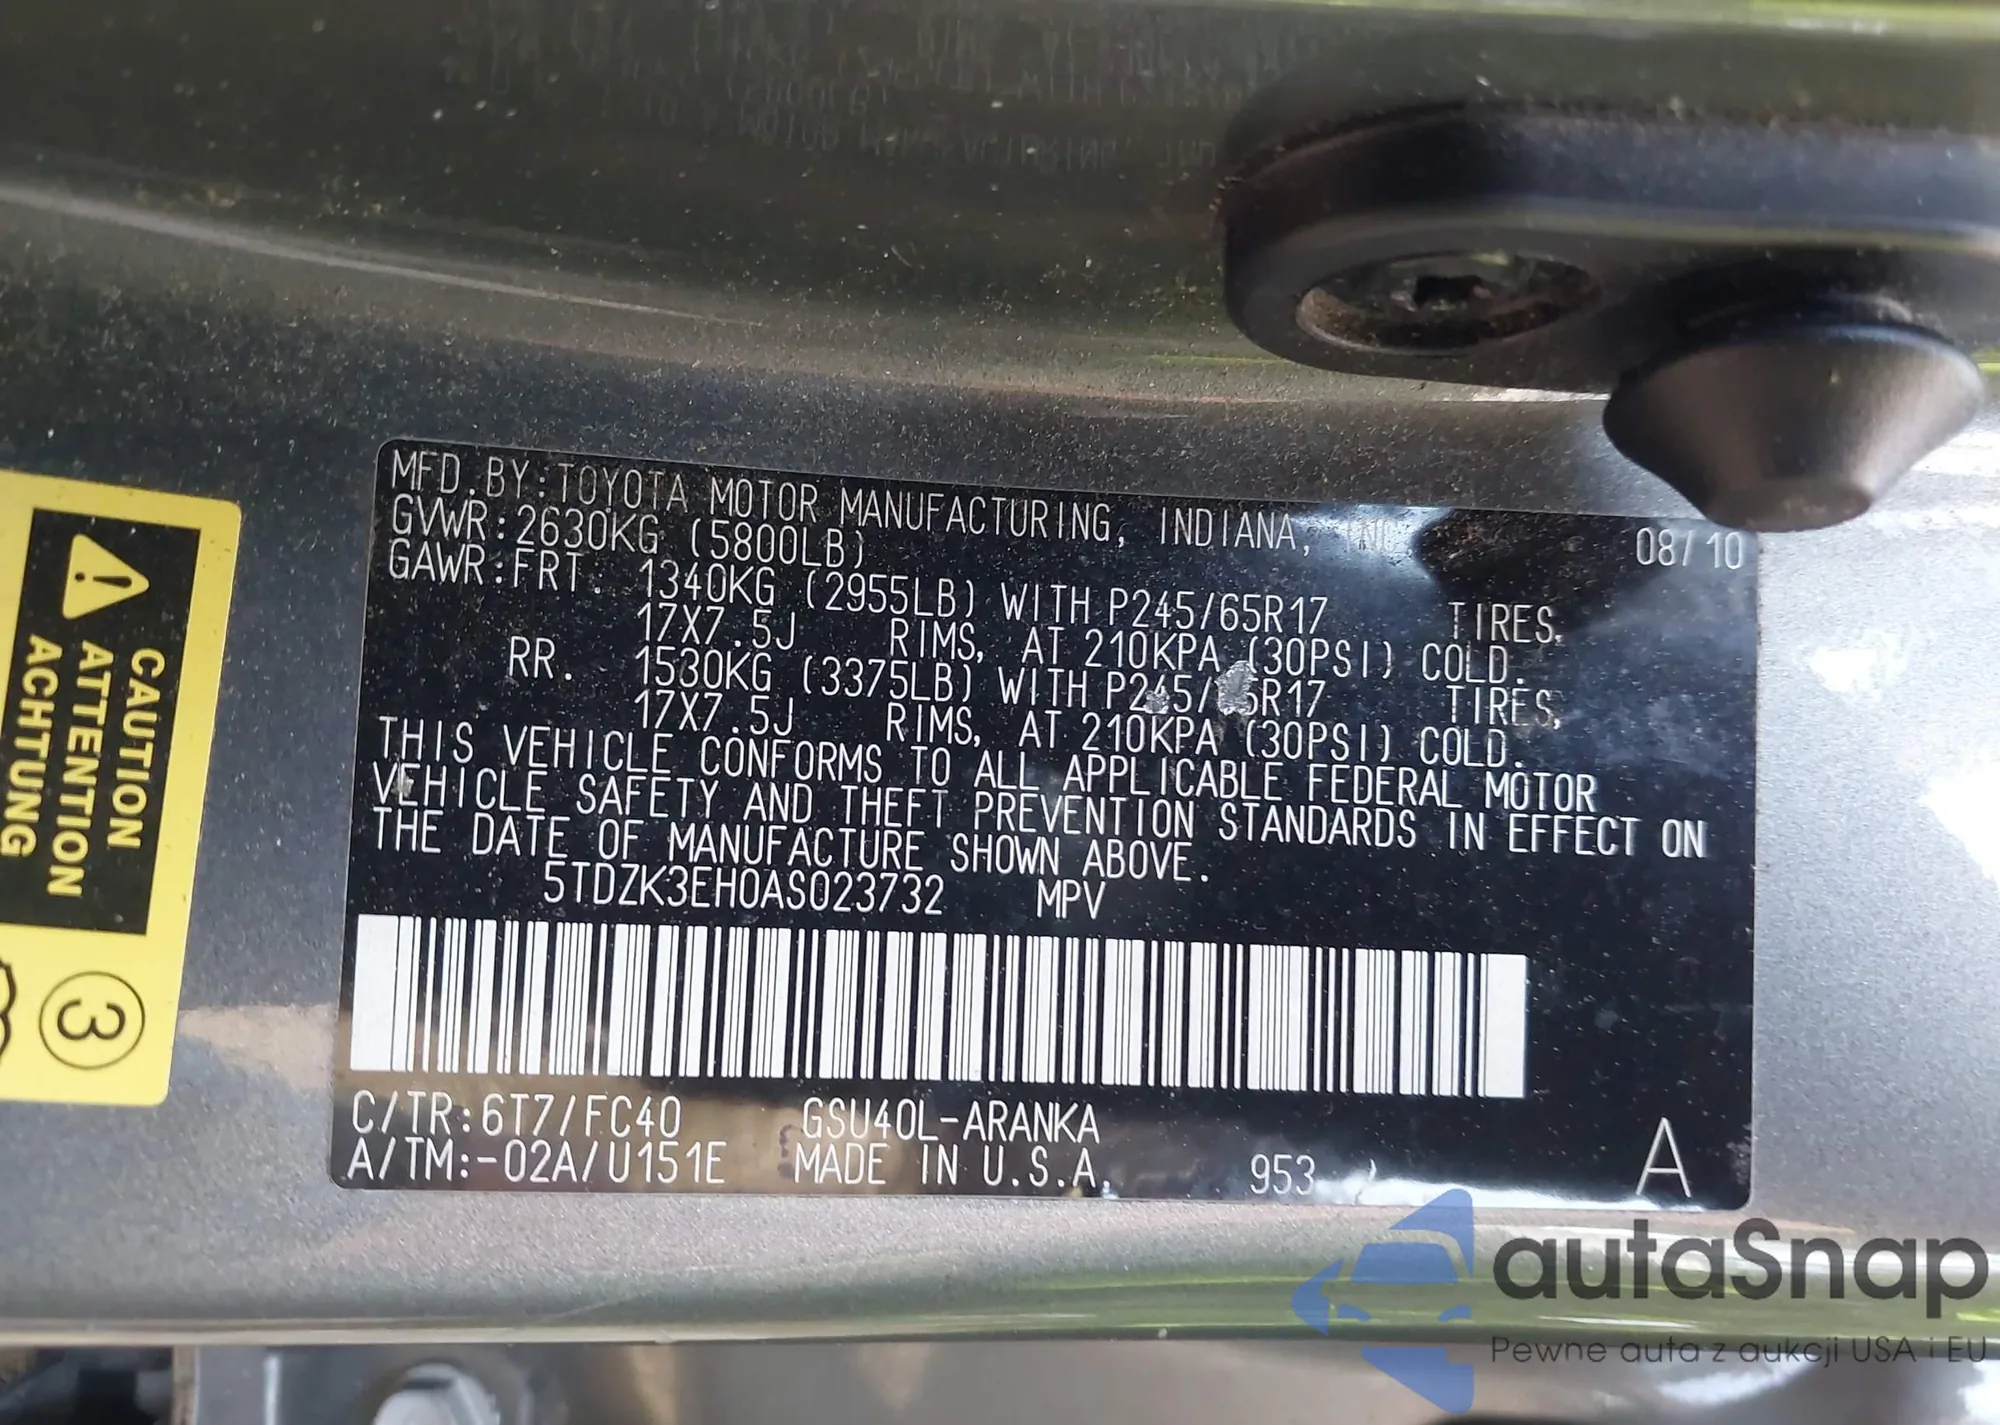 MFD.BY:TOYOTA MOTOR MANUFACTURING, INDIANA, INC. 08/10
GVWR:2630KG (5800LB)
GAWR:FRT. 1340KG (2955LB) WITH P245/65R17 TIRES,
17X7.5J RIMS, AT 210KPA (30PSI) COLD.
RR. 1530KG (3375LB) WITH P245/65R17 TIRES,
17X7.5J RIMS, AT 210KPA (30PSI) COLD.
THIS VEHICLE CONFORMS TO ALL APPLICABLE FEDERAL MOTOR
VEHICLE SAFETY AND THEFT PREVENTION STANDARDS IN EFFECT ON
THE DATE OF MANUFACTURE SHOWN ABOVE.
5TDZK3EH0AS023732 MPV
C/TR:6T7/FC40 GSU40L-ARANKA
A/TM:-02A/U151E MADE IN U.S.A. 953 A
CAUTION
ATTENTION
ACHTUNG
3
autaSnap
Pewne auta z aukcji USA i EU